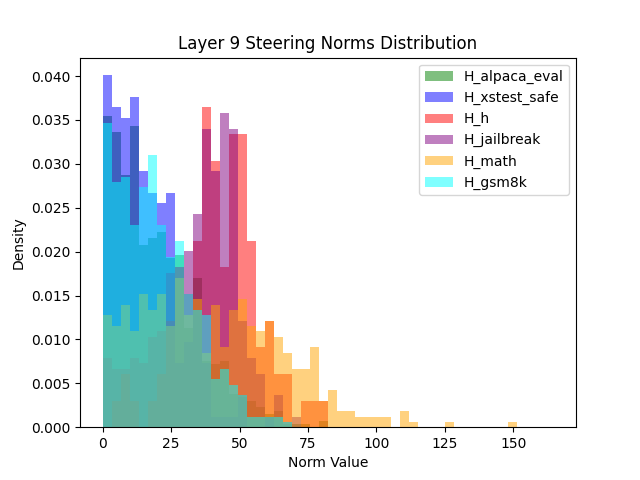 Layer 9 Steering Norms Distribution
0.040
0.035
0.030
0.025
0.020
0.015
0.010
0.005
0.000
Density
H_alpaca_eval
H_xstest_safe
H_h
H_jailbreak
H_math
H_gsm8k
0 25 50 75 100 125 150
Norm Value